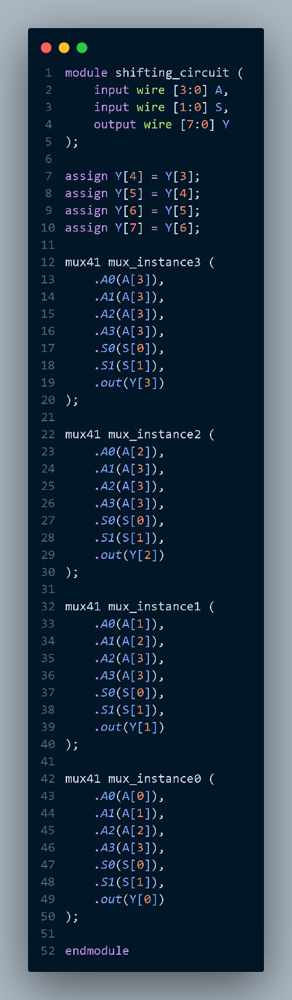 1 module shifting_circuit (
2     input wire [3:0] A,
3     input wire [1:0] S,
4     output wire [7:0] Y
5 );
6
7 assign Y[4] = Y[3];
8 assign Y[5] = Y[4];
9 assign Y[6] = Y[5];
10 assign Y[7] = Y[6];
11
12 mux41 mux_instance3 (
13     .A0(A[3]),
14     .A1(A[3]),
15     .A2(A[3]),
16     .A3(A[3]),
17     .S0(S[0]),
18     .S1(S[1]),
19     .out(Y[3])
20 );
21
22 mux41 mux_instance2 (
23     .A0(A[2]),
24     .A1(A[3]),
25     .A2(A[3]),
26     .A3(A[3]),
27     .S0(S[0]),
28     .S1(S[1]),
29     .out(Y[2])
30 );
31
32 mux41 mux_instance1 (
33     .A0(A[1]),
34     .A1(A[2]),
35     .A2(A[3]),
36     .A3(A[3]),
37     .S0(S[0]),
38     .S1(S[1]),
39     .out(Y[1])
40 );
41
42 mux41 mux_instance0 (
43     .A0(A[0]),
44     .A1(A[1]),
45     .A2(A[2]),
46     .A3(A[3]),
47     .S0(S[0]),
48     .S1(S[1]),
49     .out(Y[0])
50 );
51
52 endmodule